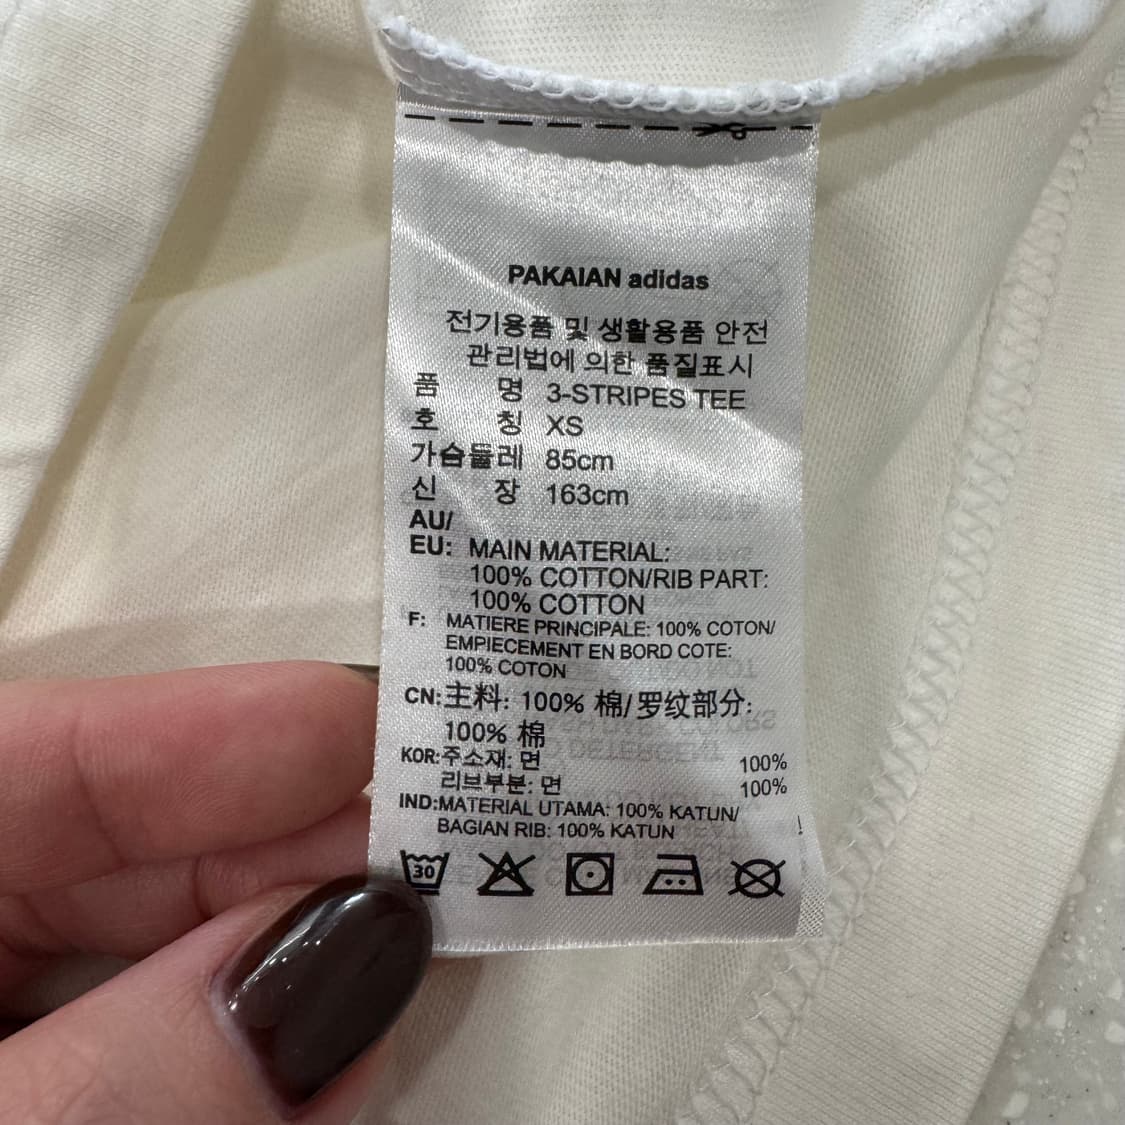 PAKAIAN adidas
전기용품 및 생활용품 안전
관리법에 의한 품질표시
품 명 3-STRIPES TEE
호 칭 XS
가슴둘레 85cm
신 장 163cm
AU/
EU: MAIN MATERIAL:
100% COTTON/RIB PART:
100% COTTON
F: MATIERE PRINCIPALE: 100% COTON/
EMPIECEMENT EN BORD COTE:
100% COTON
CN:主料: 100% 棉/罗纹部分:
100% 棉
KOR:주소재: 면 100%
리브부분: 면 100%
IND:MATERIAL UTAMA: 100% KATUN/
BAGIAN RIB: 100% KATUN
30